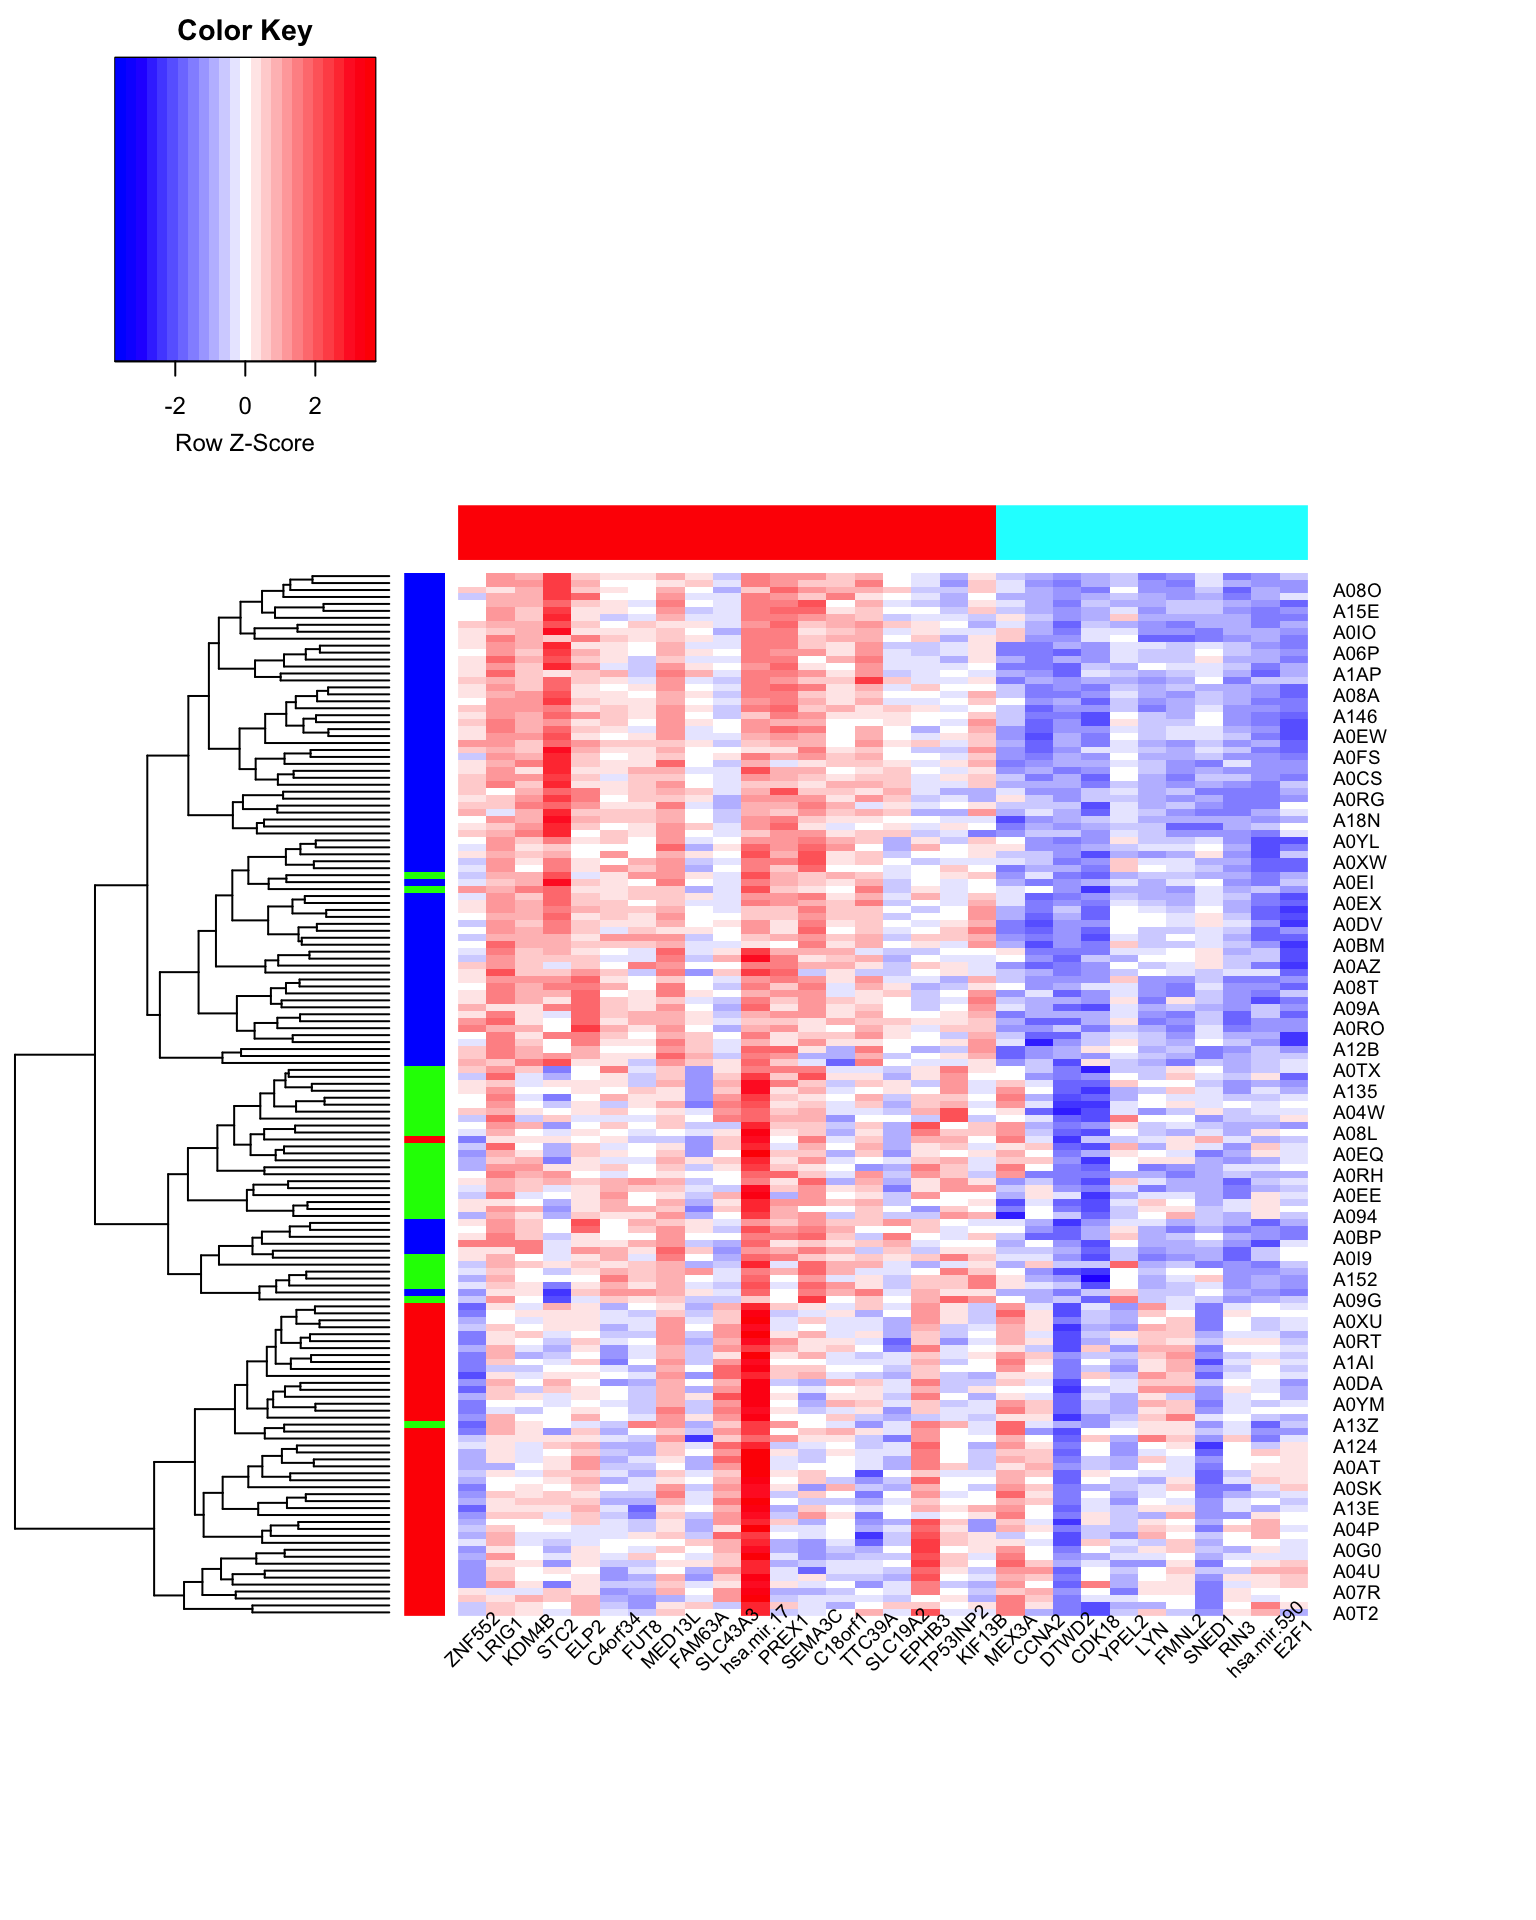 Color Key
-2 0 2
Row Z-Score
A08O
A15E
A0IO
A06P
A1AP
A08A
A146
A0EW
A0FS
A0CS
A0RG
A18N
A0YL
A0XW
A0EI
A0EX
A0DV
A0BM
A0AZ
A08T
A09A
A0RO
A12B
A0TX
A135
A04W
A08L
A0EQ
A0RH
A0EE
A094
A0BP
A0I9
A152
A09G
A0XU
A0RT
A1AI
A0DA
A0YM
A13Z
A124
A0AT
A0SK
A13E
A04P
A0G0
A04U
A07R
A0T2
ZNF552
LRIG1
KDM4B
STC2
ELP2
C4orf34
FUT8
MED13L
FAM63A
SLC43A3
hsa.mir.17
PREX1
SEMA3C
C18orf1
TTC39A
SLC19A2
EPHB3
TP53INP2
KIF13B
MEX3A
CCNA2
DTWD2
CDK18
YPEL2
LYN
FMNL2
SNED1
RIN3
hsa.mir.590
E2F1